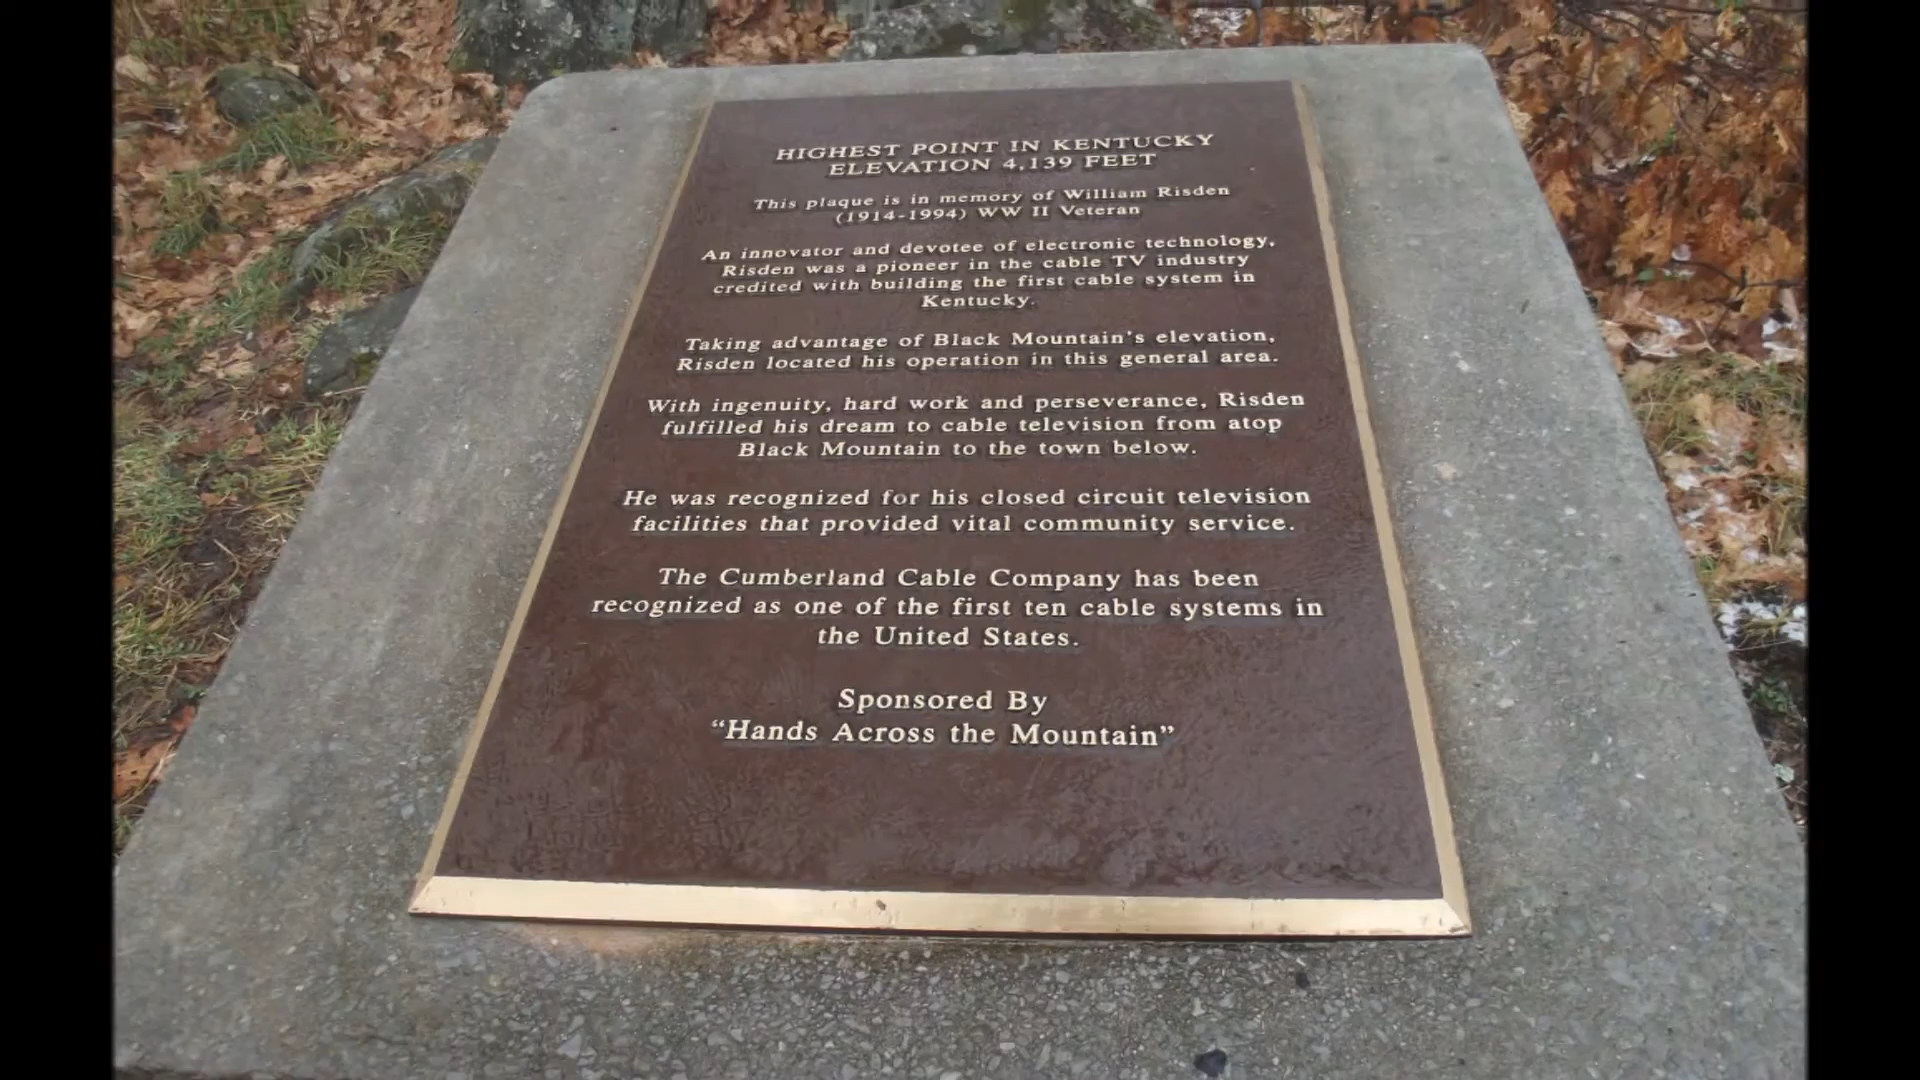 HIGHEST POINT IN KENTUCKY
ELEVATION 4,139 FEET
This plaque is in memory of William Risden
(1914-1994) WW II Veteran
An innovator and devotee of electronic technology,
Risden was a pioneer in the cable TV industry
credited with building the first cable system in
Kentucky.
Taking advantage of Black Mountain's elevation,
Risden located his operation in this general area.
With ingenuity, hard work and perseverance, Risden
fulfilled his dream to cable television from atop
Black Mountain to the town below.
He was recognized for his closed circuit television
facilities that provided vital community service.
The Cumberland Cable Company has been
recognized as one of the first ten cable systems in
the United States.
Sponsored By
“Hands Across the Mountain”